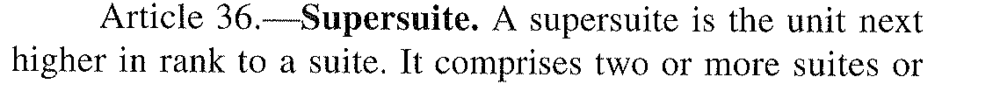 Article 36.—Supersuite. A supersuite is the unit next
higher in rank to a suite. It comprises two or more suites or